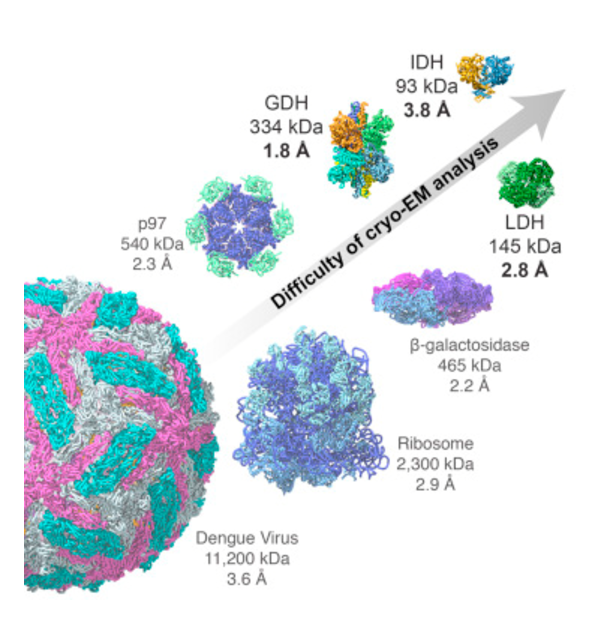 IDH
93 kDa
3.8 Å
GDH
334 kDa
1.8 Å
Difficulty of cryo-EM analysis
LDH
145 kDa
2.8 Å
p97
540 kDa
2.3 Å
β-galactosidase
465 kDa
2.2 Å
Ribosome
2,300 kDa
2.9 Å
Dengue Virus
11,200 kDa
3.6 Å